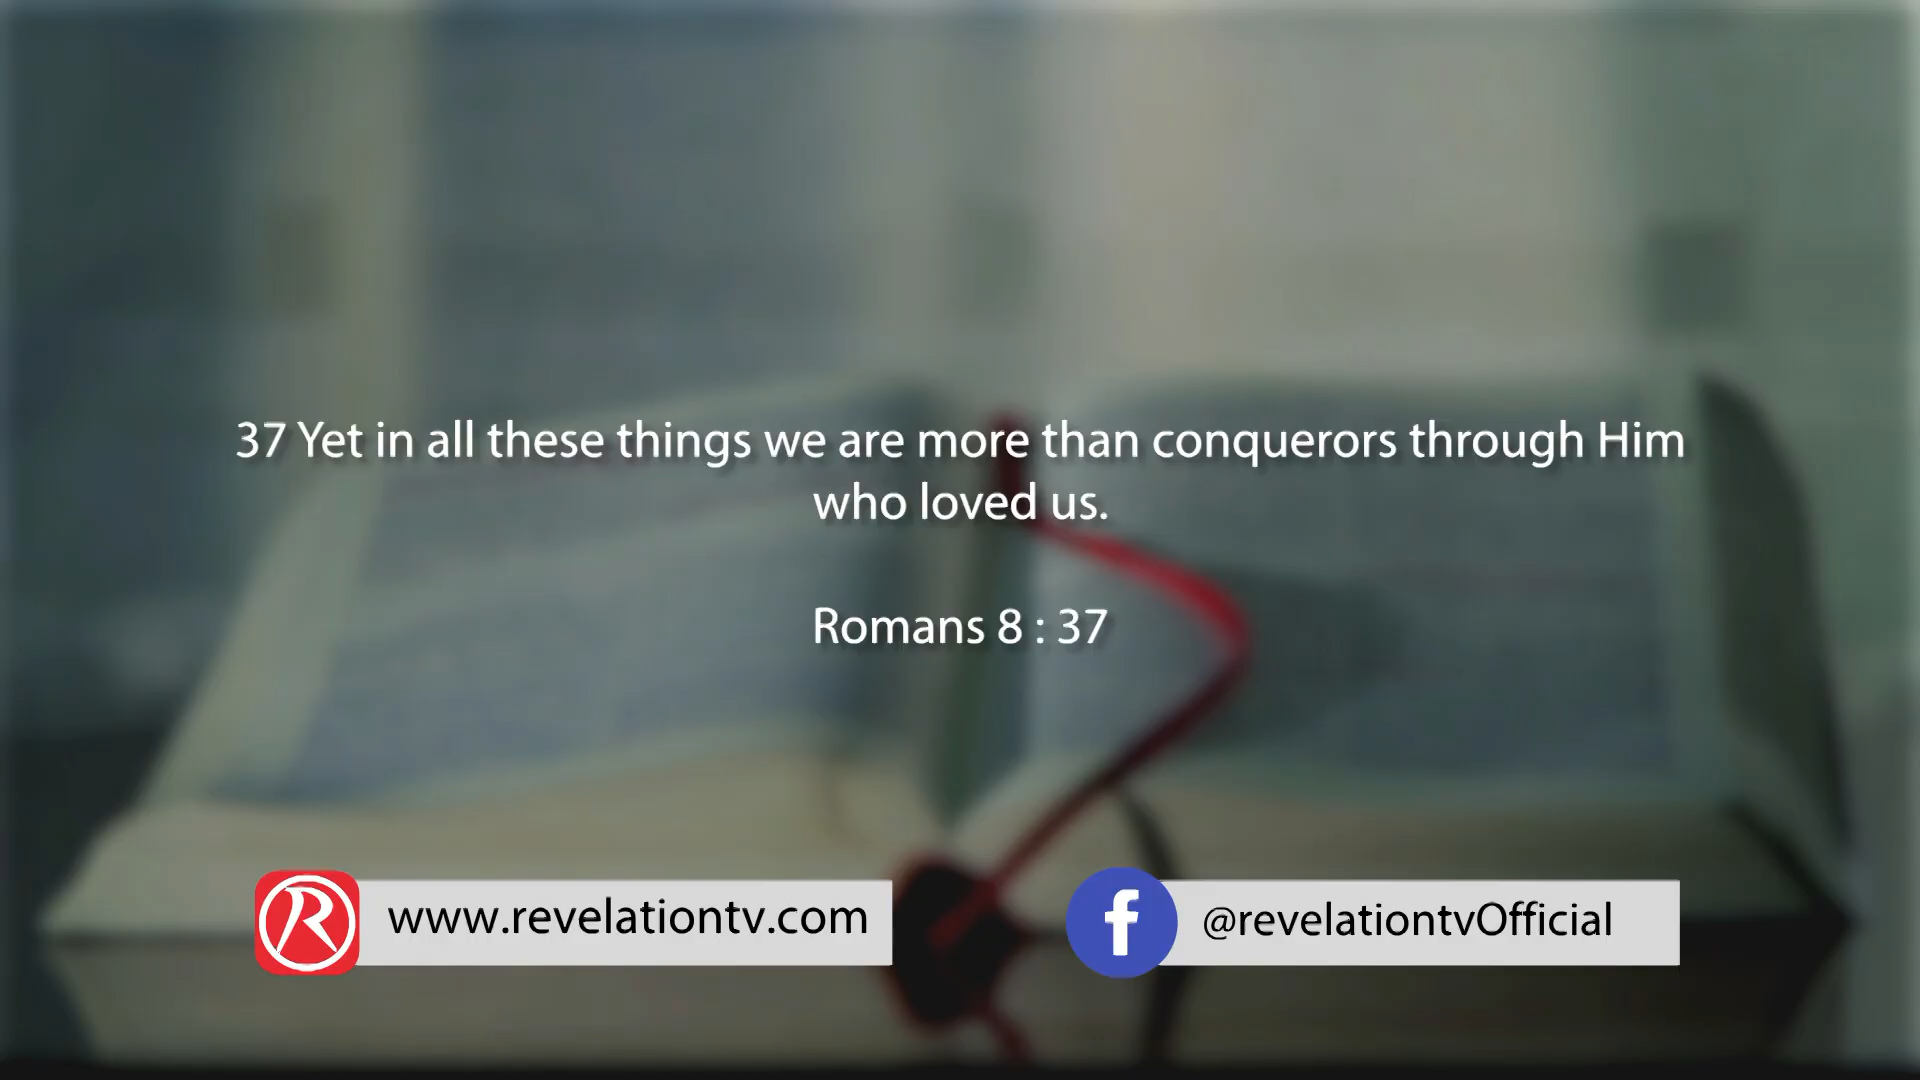 37 Yet in all these things we are more than conquerors through Him
who loved us.
Romans 8 : 37
www.revelationtv.com
@revelationtvOfficial